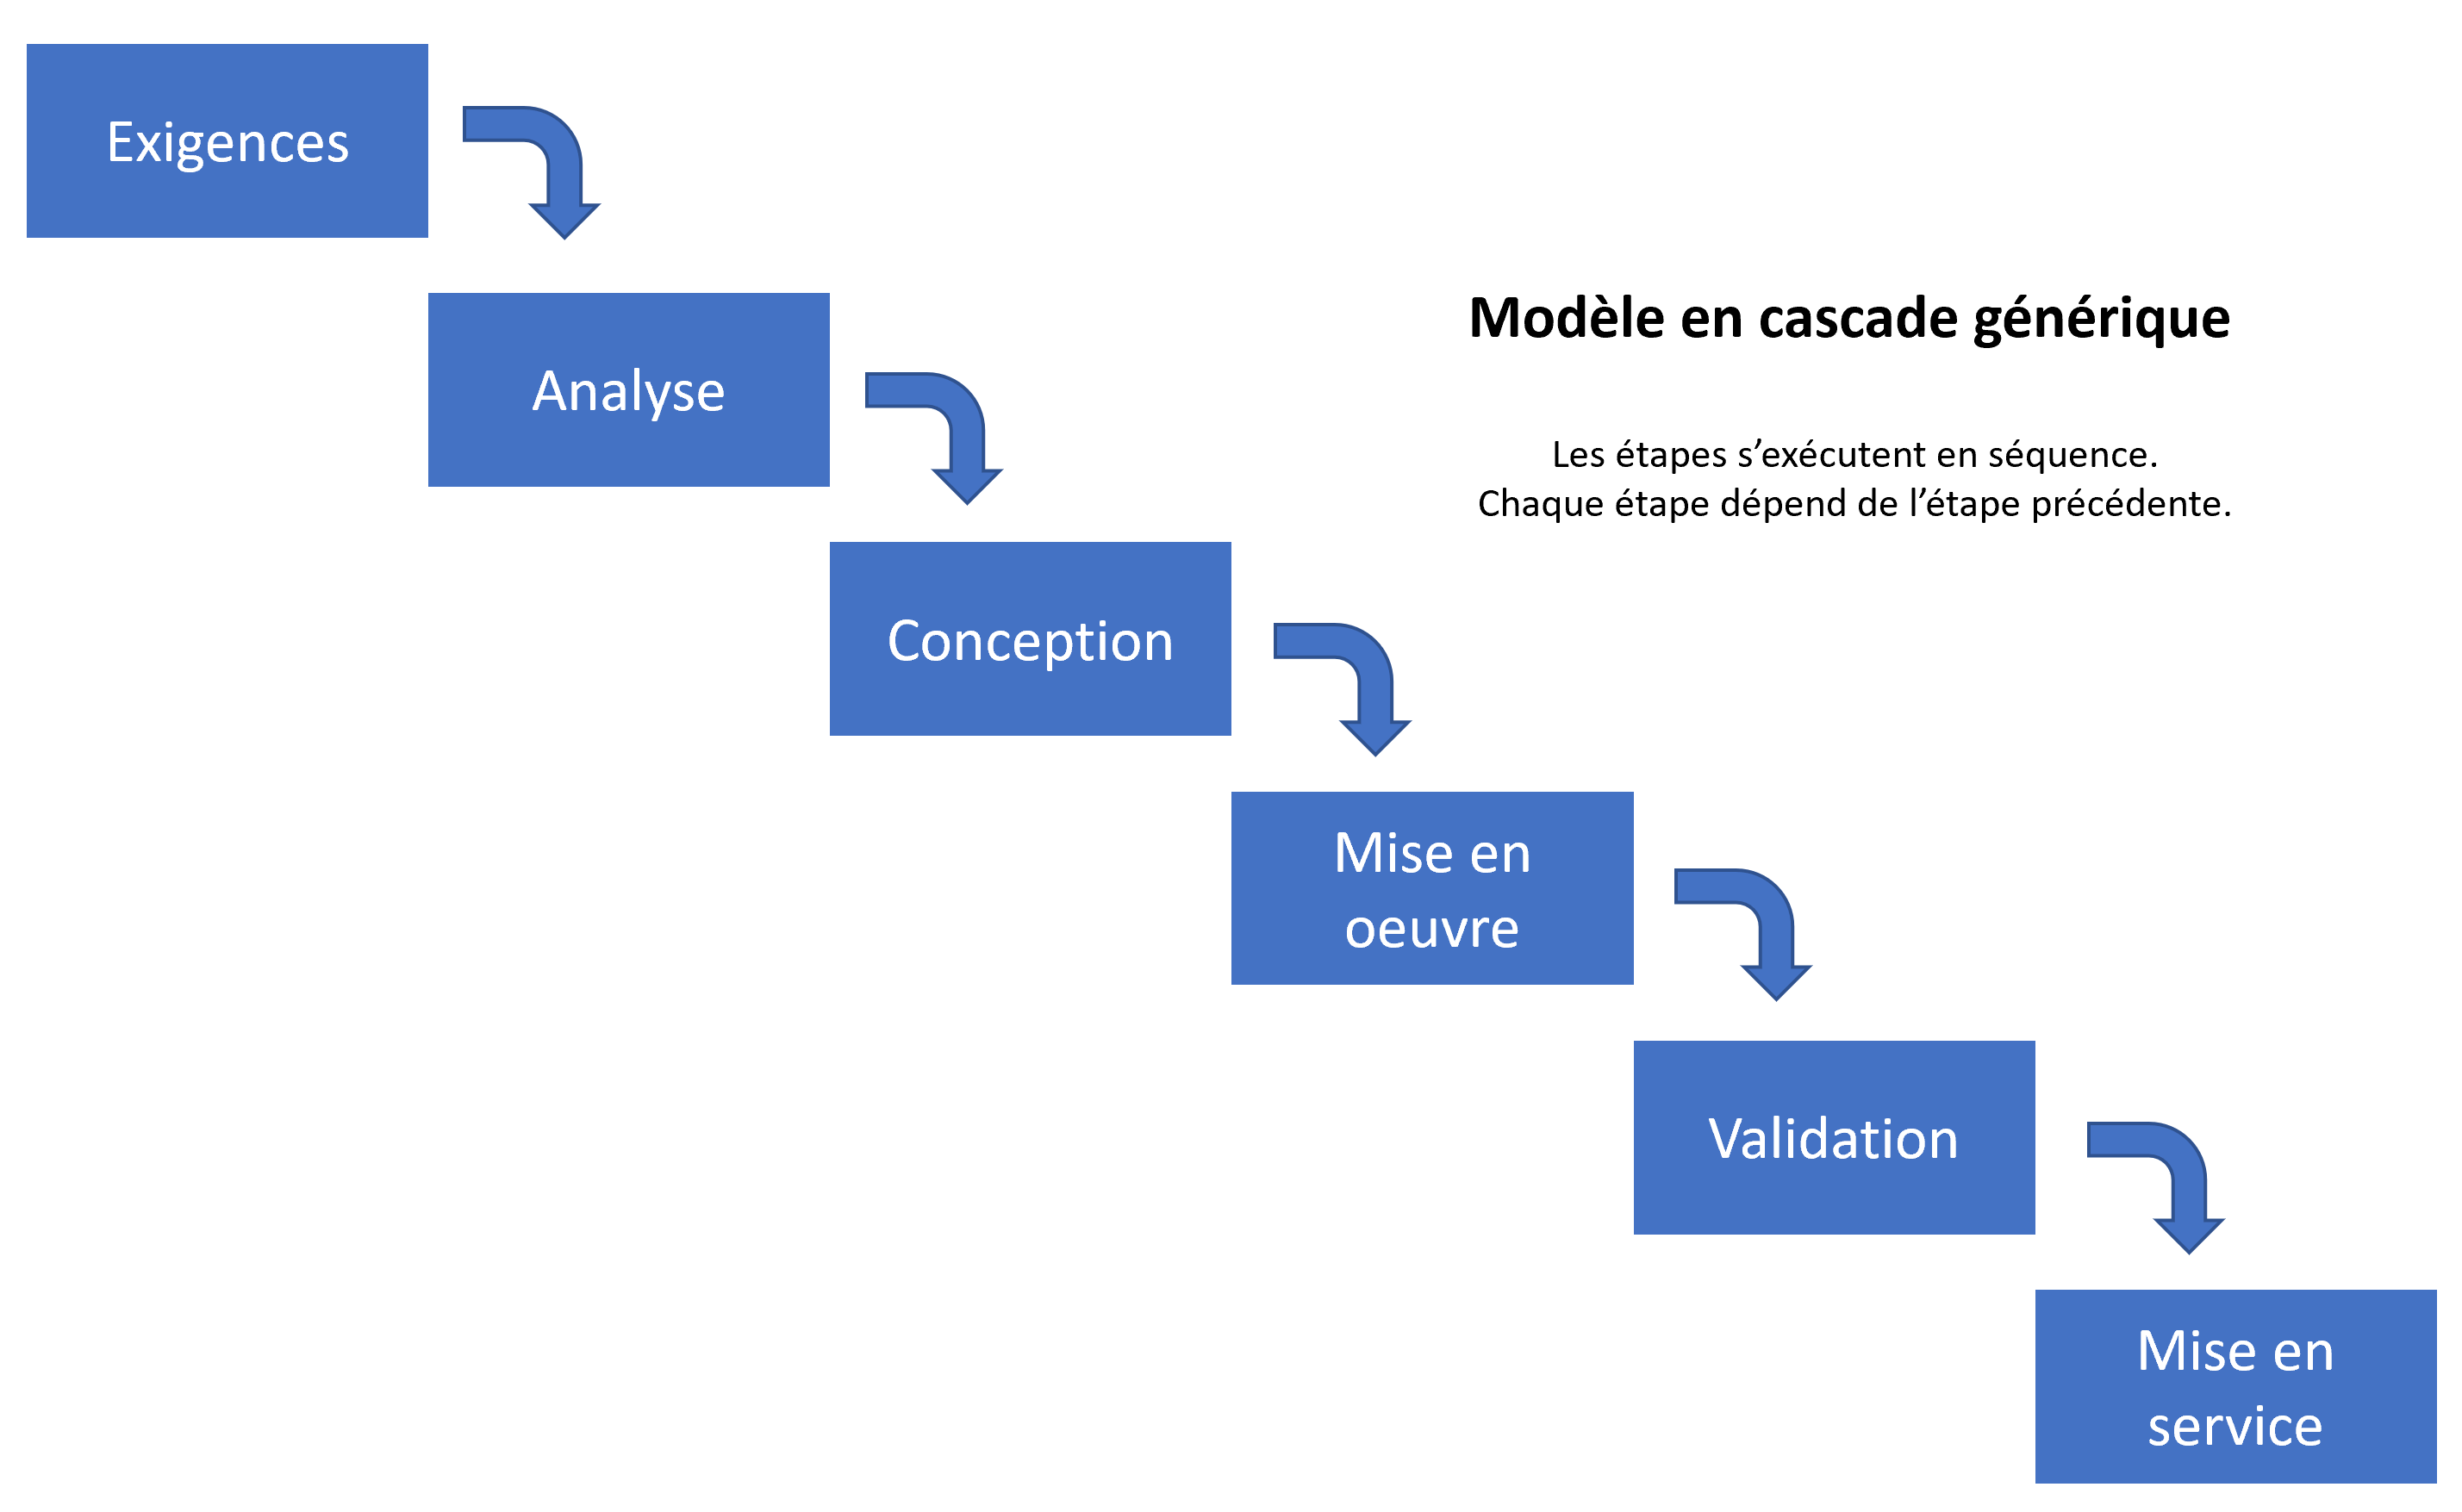 Exigences
Analyse
Modèle en cascade générique
Les étapes s’exécutent en séquence.
Chaque étape dépend de l’étape précédente.
Conception
Mise en
oeuvre
Validation
Mise en
service